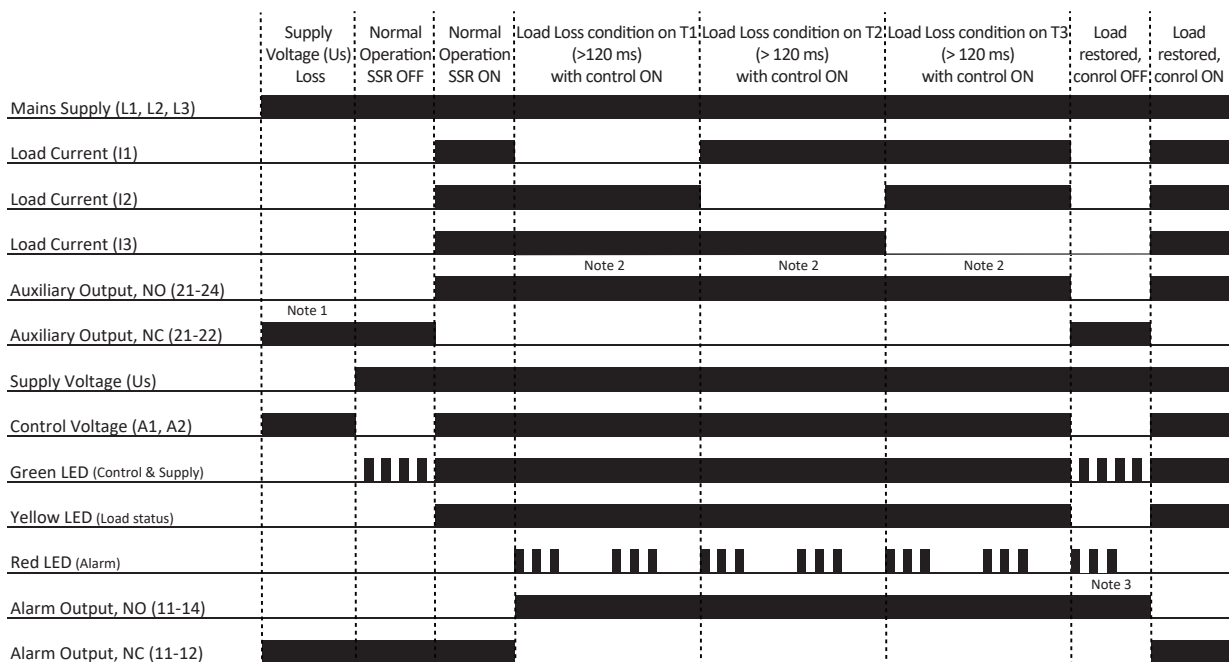 Supply
Voltage (Us)
Loss
Normal
Operation
SSR OFF
Normal
Operation
SSR ON
Load Loss condition on T1
(>120 ms)
with control ON
Load Loss condition on T2
(> 120 ms)
with control ON
Load Loss condition on T3
(> 120 ms)
with control ON
Load
restored,
conrol OFF
Load
restored,
conrol ON
Mains Supply (L1, L2, L3)
Load Current (I1)
Load Current (I2)
Load Current (I3)
Note 2
Note 2
Note 2
Auxiliary Output, NO (21-24)
Note 1
Auxiliary Output, NC (21-22)
Supply Voltage (Us)
Control Voltage (A1, A2)
Green LED (Control & Supply)
Yellow LED (Load status)
Red LED (Alarm)
Note 3
Alarm Output, NO (11-14)
Alarm Output, NC (11-12)